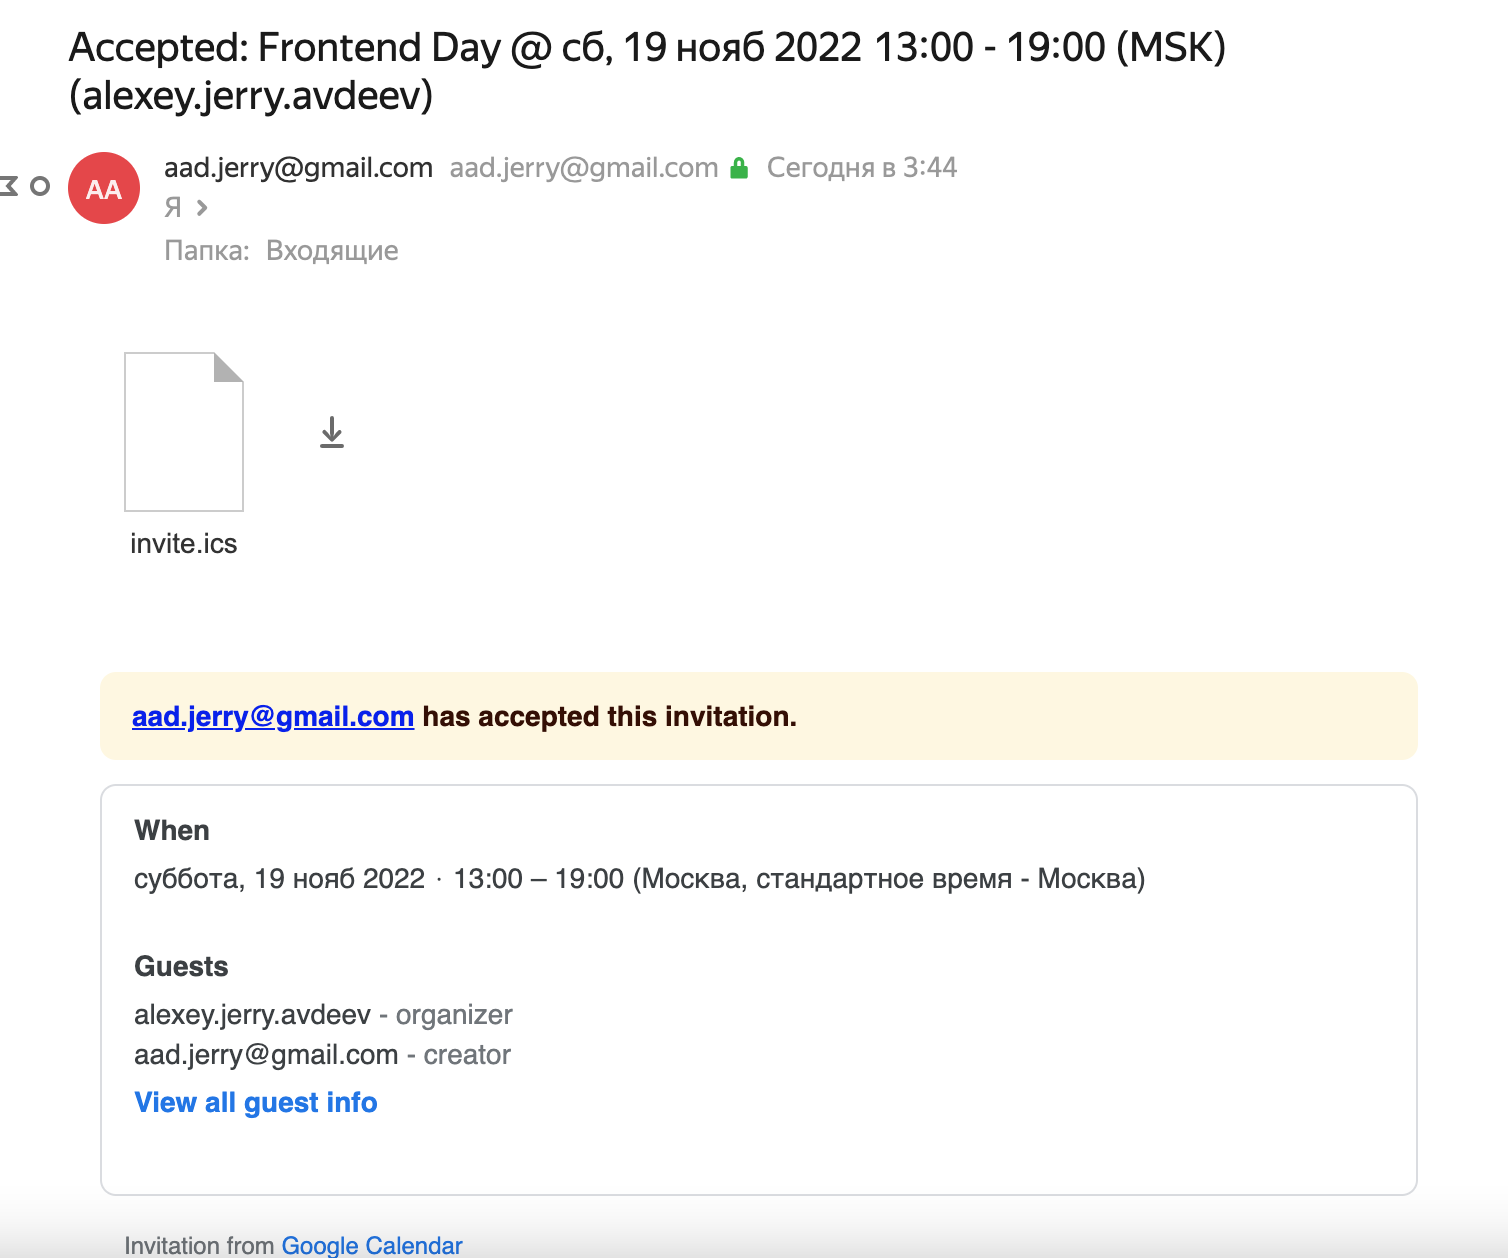 Accepted: Frontend Day @ сб, 19 нояб 2022 13:00 - 19:00 (MSK)
(alexey.jerry.avdeev)
AA
aad.jerry@gmail.com aad.jerry@gmail.com Сегодня в 3:44
Я
Папка: Входящие
invite.ics
aad.jerry@gmail.com has accepted this invitation.
When
суббота, 19 нояб 2022 · 13:00 – 19:00 (Москва, стандартное время - Москва)
Guests
alexey.jerry.avdeev - organizer
aad.jerry@gmail.com - creator
View all guest info
Invitation from Google Calendar